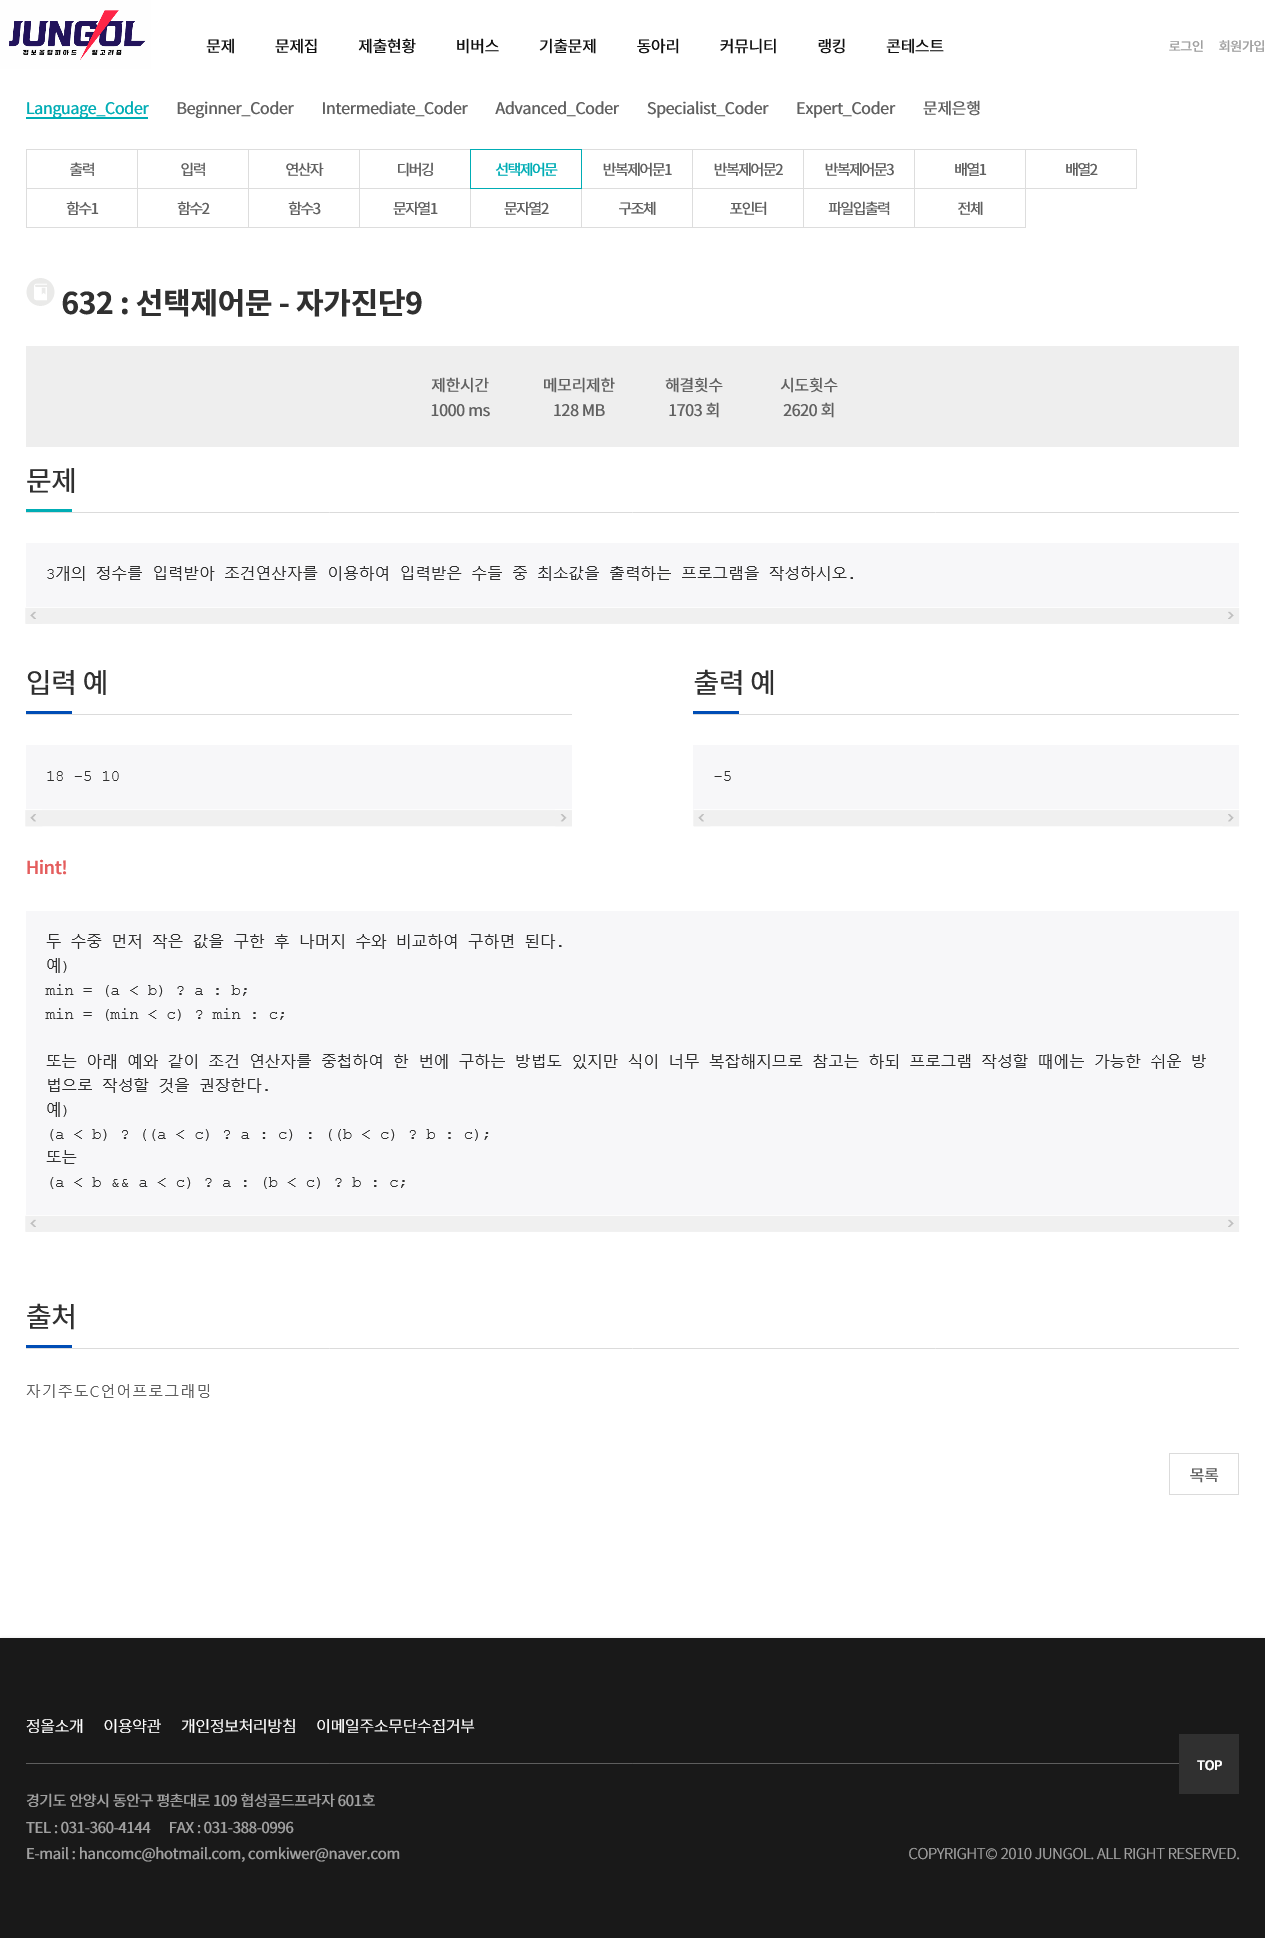 JUNGOL
정보올림피아드 알고리즘
문제 문제집 제출현황 비버스 기출문제 동아리 커뮤니티 랭킹 콘테스트
로그인 회원가입
Language_Coder Beginner_Coder Intermediate_Coder Advanced_Coder Specialist_Coder Expert_Coder 문제은행
출력 입력 연산자 디버깅 선택제어문 반복제어문1 반복제어문2 반복제어문3 배열1 배열2
함수1 함수2 함수3 문자열1 문자열2 구조체 포인터 파일입출력 전체
632 : 선택제어문 - 자가진단9
제한시간 메모리제한 해결횟수 시도횟수
1000 ms 128 MB 1703 회 2620 회
문제
3개의 정수를 입력받아 조건연산자를 이용하여 입력받은 수들 중 최소값을 출력하는 프로그램을 작성하시오.
입력 예
18 -5 10
출력 예
-5
Hint!
두 수중 먼저 작은 값을 구한 후 나머지 수와 비교하여 구하면 된다.
예)
min = (a < b) ? a : b;
min = (min < c) ? min : c;
또는 아래 예와 같이 조건 연산자를 중첩하여 한 번에 구하는 방법도 있지만 식이 너무 복잡해지므로 참고는 하되 프로그램 작성할 때에는 가능한 쉬운 방
법으로 작성할 것을 권장한다.
예)
(a < b) ? ((a < c) ? a : c) : ((b < c) ? b : c);
또는
(a < b && a < c) ? a : (b < c) ? b : c;
출처
자기주도C언어프로그래밍
목록
정올소개 이용약관 개인정보처리방침 이메일주소무단수집거부
TOP
경기도 안양시 동안구 평촌대로 109 협성골드프라자 601호
TEL : 031-360-4144 FAX : 031-388-0996
E-mail : hancomc@hotmail.com, comkiwer@naver.com
COPYRIGHT© 2010 JUNGOL. ALL RIGHT RESERVED.